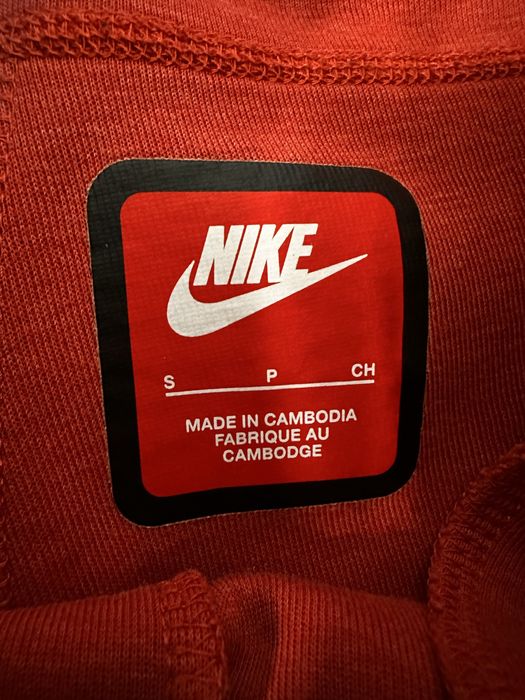 NIKE
S P CH
MADE IN CAMBODIA
FABRIQUE AU
CAMBODGE